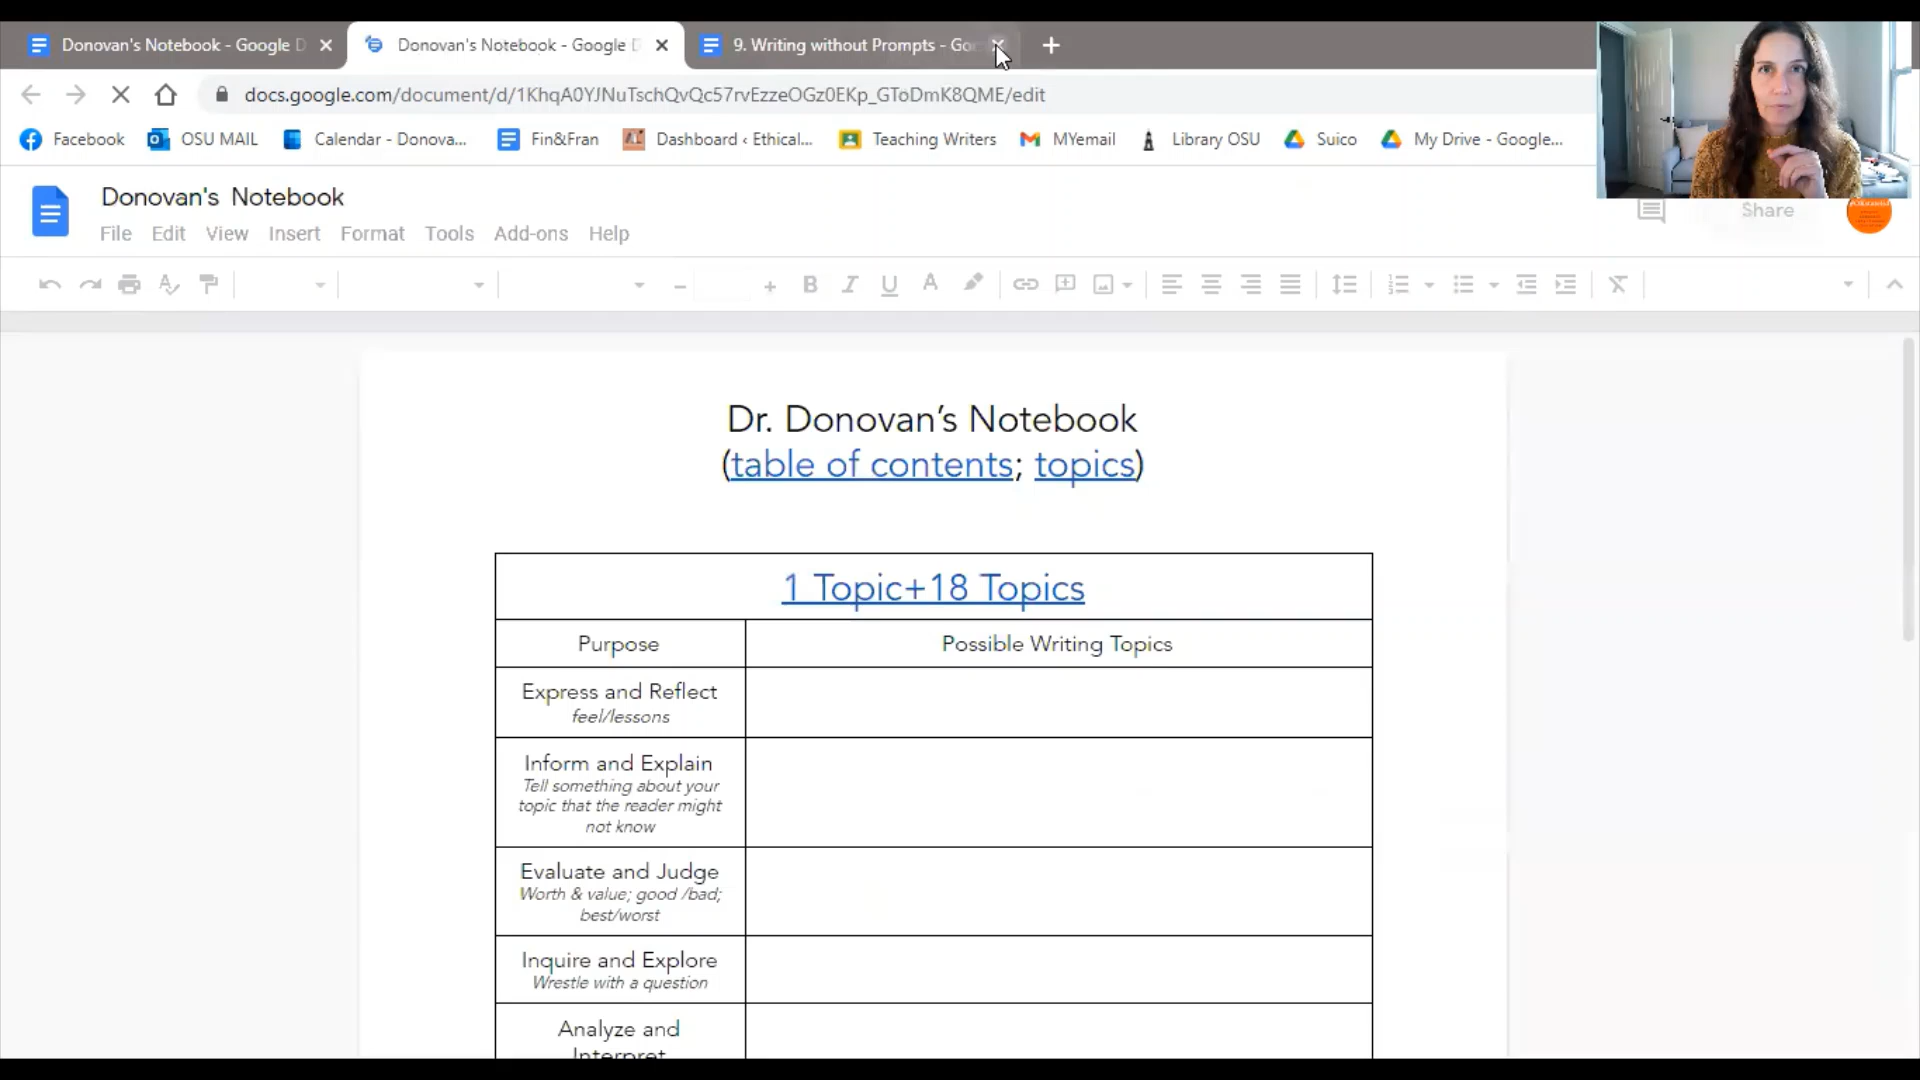 Donovan's Notebook - Google D
Donovan's Notebook - Google D
9. Writing without Prompts - Goo
docs.google.com/document/d/1KhqA0YJNuTschQvQc57rvEzzeOGz0EKp_GToDmK8QME/edit
Facebook
OSU MAIL
Calendar - Donova...
Fin&Fran
Dashboard ‹ Ethical...
Teaching Writers
MYemail
Library OSU
Suico
My Drive - Google...
Donovan's Notebook
File Edit View Insert Format Tools Add-ons Help
Share
Dr. Donovan's Notebook
(table of contents; topics)
1 Topic+18 Topics
Purpose
Possible Writing Topics
Express and Reflect
feel/lessons
Inform and Explain
Tell something about your
topic that the reader might
not know
Evaluate and Judge
Worth & value; good /bad;
best/worst
Inquire and Explore
Wrestle with a question
Analyze and
Interpret